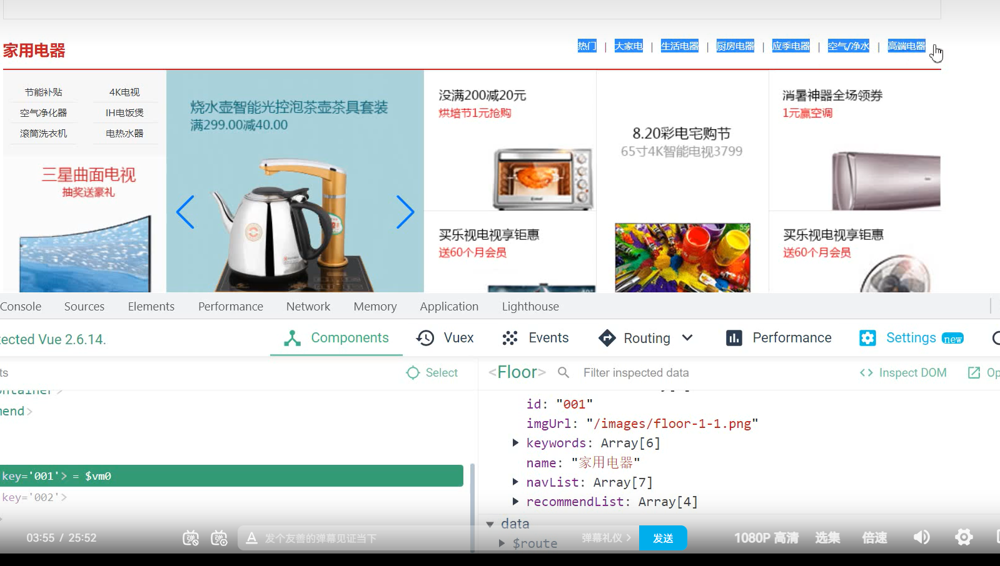 家用电器
热门 | 大家电 | 生活电器 | 厨房电器 | 应季电器 | 空气/净水 | 高端电器
节能补贴 4K电视
空气净化器 IH电饭煲
滚筒洗衣机 电热水器
三星曲面电视
抽奖送豪礼
烧水壶智能光控泡茶壶茶具套装
满299.00减40.00
没满200减20元
烘培节1元抢购
买乐视电视享钜惠
送60个月会员
8.20彩电宅购节
65寸4K智能电视3799
消暑神器全场领券
1元赢空调
买乐视电视享钜惠
送60个月会员
Console Sources Elements Performance Network Memory Application Lighthouse
ected Vue 2.6.14.
Components Vuex Events Routing Performance Settings new
ts
Select
ontainer >
mend>
key='001'> = $vm0
key='002'>
<Floor> Filter inspected data Inspect DOM Op
id: "001"
imgUrl: "/images/floor-1-1.png"
keywords: Array[6]
name: "家用电器"
navList: Array[7]
recommendList: Array[4]
data
$route
03:55 / 25:52
发个友善的弹幕见证当下
弹幕礼仪 >
发送
1080P 高清 选集 倍速